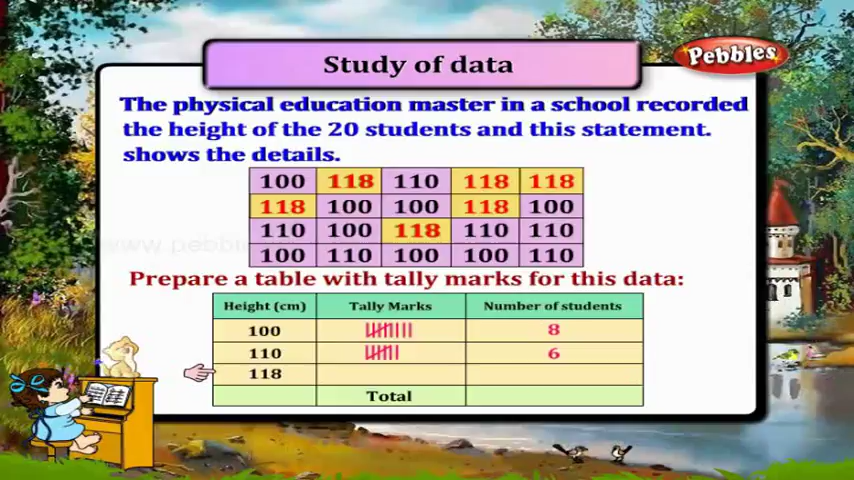 Study of data
Pebbles
The physical education master in a school recorded
the height of the 20 students and this statement.
shows the details.
100 118 110 118 118
118 100 100 118 100
110 100 118 110 110
100 110 100 100 110
Prepare a table with tally marks for this data:
Height (cm) Tally Marks Number of students
100 8
110 6
118
Total